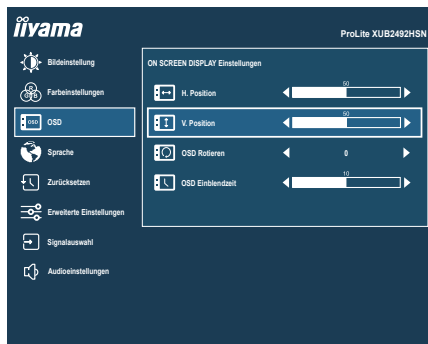 iiyama
ProLite XUB2492HSN
Bildeinstellung
Farbeinstellungen
OSD
Sprache
Zurücksetzen
Erweiterte Einstellungen
Signalauswahl
Audioeinstellungen
ON SCREEN DISPLAY Einstellungen
H. Position 50
V. Position 50
OSD Rotieren 0
OSD Einblendzeit 10
R
G B
OSD